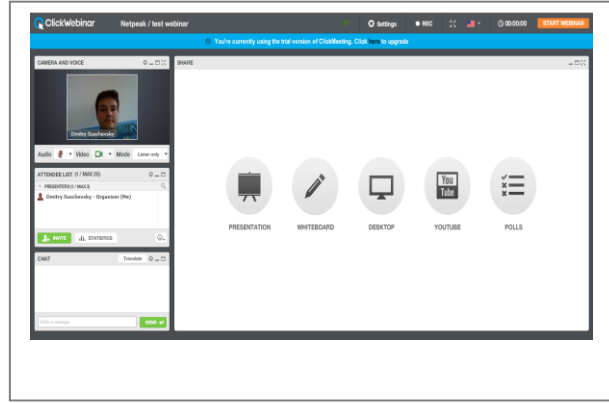 ClickWebinar
Netpeak / test webinar
Settings
REC
00:00:00
START WEBINAR
You're currently using the trial version of ClickMeeting. Click here to upgrade
CAMERA AND VOICE
Dmitry Suschevsky
Audio
Video
Mode
Listen only
ATTENDEE LIST (1 / MAX 25)
PRESENTERS (1 / MAX 3)
Dmitry Suschevsky - Organizer (Me)
INVITE
STATISTICS
CHAT
Translate
Write a message
SEND
SHARE
You
Tube
PRESENTATION
WHITEBOARD
DESKTOP
YOUTUBE
POLLS